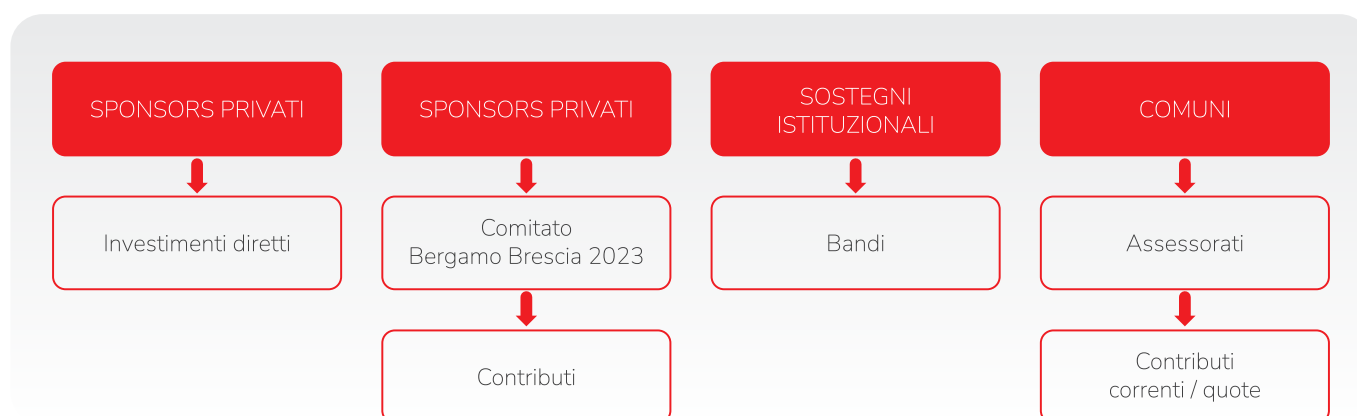 SPONSORS PRIVATI
SPONSORS PRIVATI
SOSTEGNI
ISTITUZIONALI
COMUNI
Investimenti diretti
Comitato
Bergamo Brescia 2023
Bandi
Assessorati
Contributi
Contributi
correnti / quote